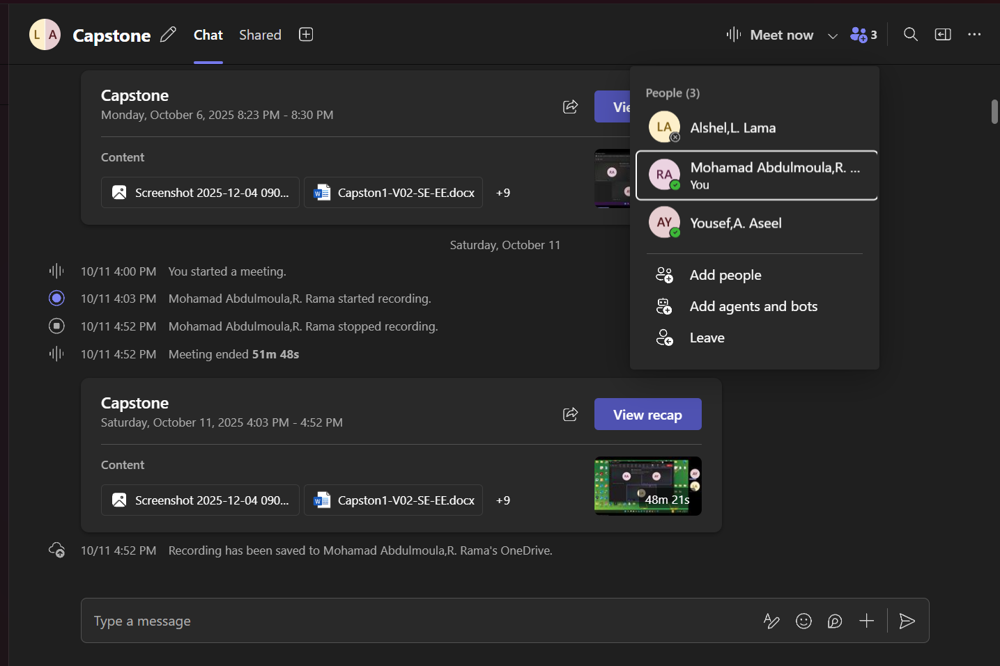 LA Capstone Chat Shared Meet now 3
Capstone
Monday, October 6, 2025 8:23 PM - 8:30 PM
Vie
Content
Screenshot 2025-12-04 090... Capston1-V02-SE-EE.docx +9
RA
People (3)
LA Alshel,L. Lama
RA Mohamad Abdulmoula,R. ...
You
AY Yousef,A. Aseel
Add people
Add agents and bots
Leave
Saturday, October 11
10/11 4:00 PM You started a meeting.
10/11 4:03 PM Mohamad Abdulmoula,R. Rama started recording.
10/11 4:52 PM Mohamad Abdulmoula,R. Rama stopped recording.
10/11 4:52 PM Meeting ended 51m 48s
Capstone
Saturday, October 11, 2025 4:03 PM - 4:52 PM
View recap
Content
Screenshot 2025-12-04 090... Capston1-V02-SE-EE.docx +9
RA AY AY
LA
48m 21s
10/11 4:52 PM Recording has been saved to Mohamad Abdulmoula,R. Rama's OneDrive.
Type a message